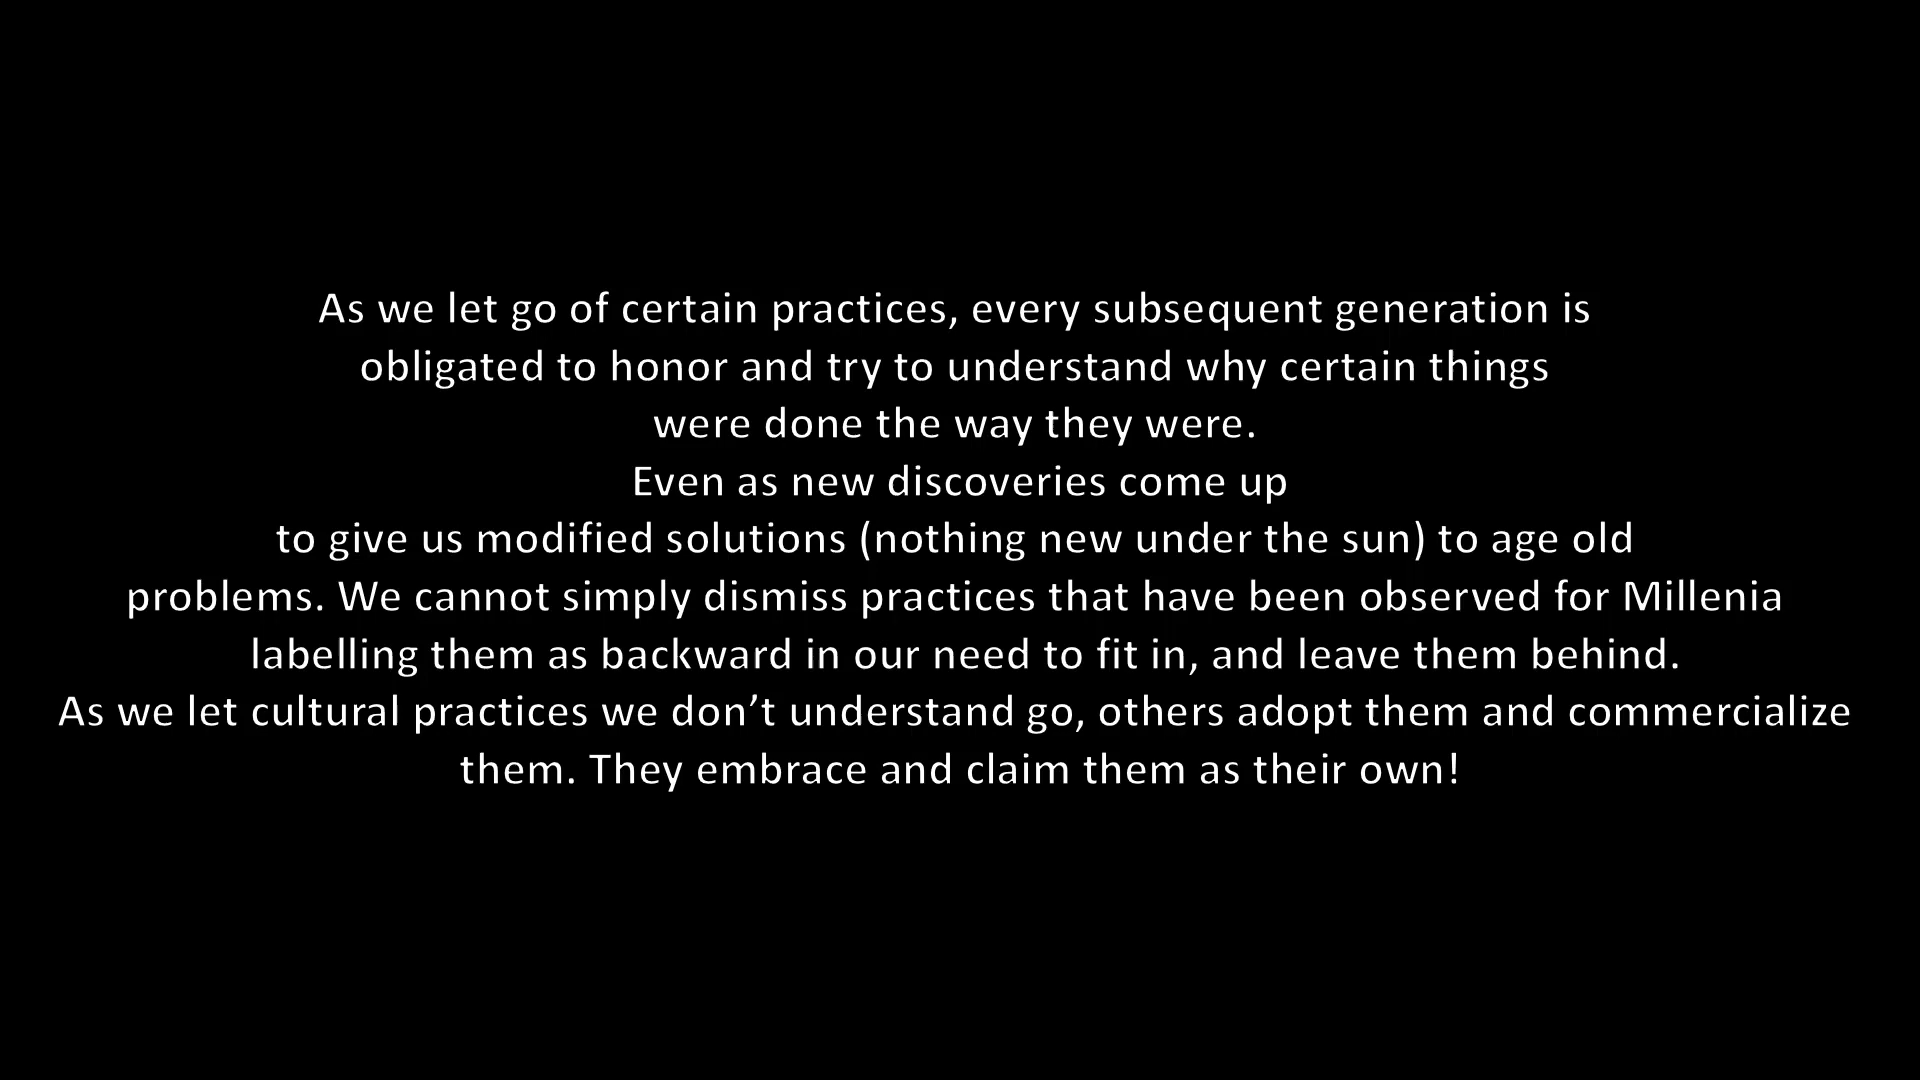 As we let go of certain practices, every subsequent generation is
obligated to honor and try to understand why certain things
were done the way they were.
Even as new discoveries come up
to give us modified solutions (nothing new under the sun) to age old
problems. We cannot simply dismiss practices that have been observed for Millenia
labelling them as backward in our need to fit in, and leave them behind.
As we let cultural practices we don’t understand go, others adopt them and commercialize
them. They embrace and claim them as their own!